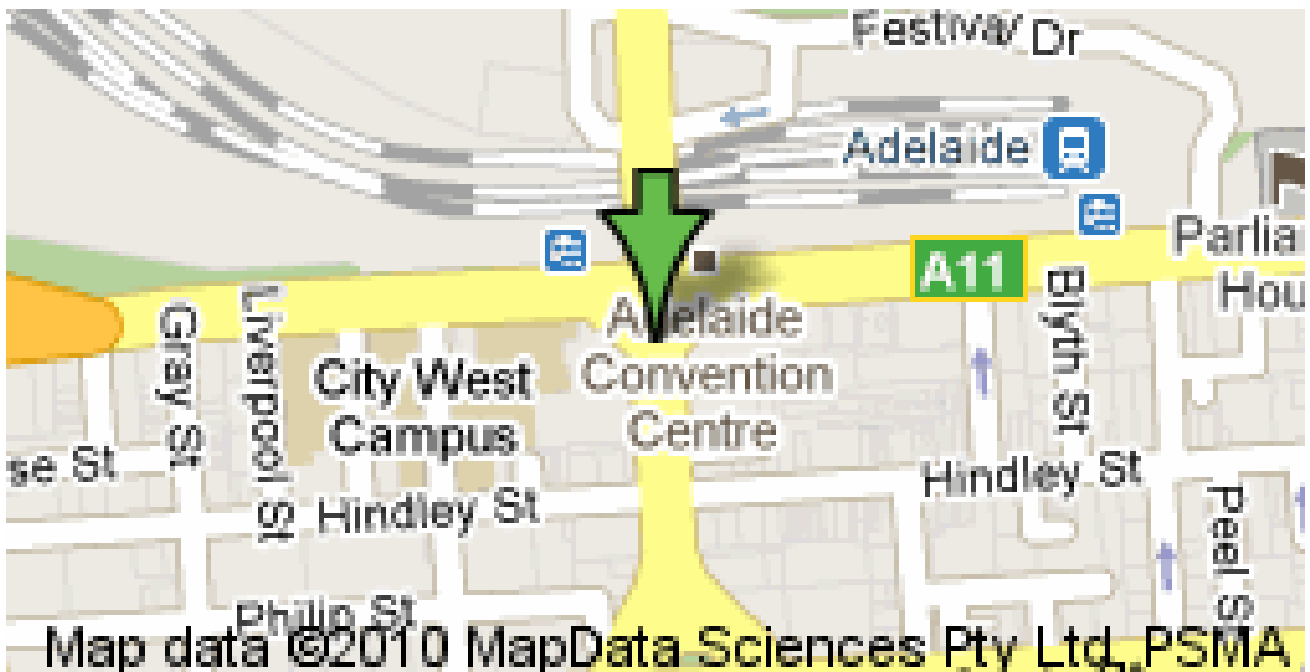 Festival Dr
Adelaide
A11
Parlia
Hou
Blyth St
Adelaide
Convention
Centre
Gray St
Liverpool St
City West
Campus
se St
Hindley St
Hindley St
Peel S
Philip St
Map data ©2010 MapData Sciences Pty Ltd, PSMA